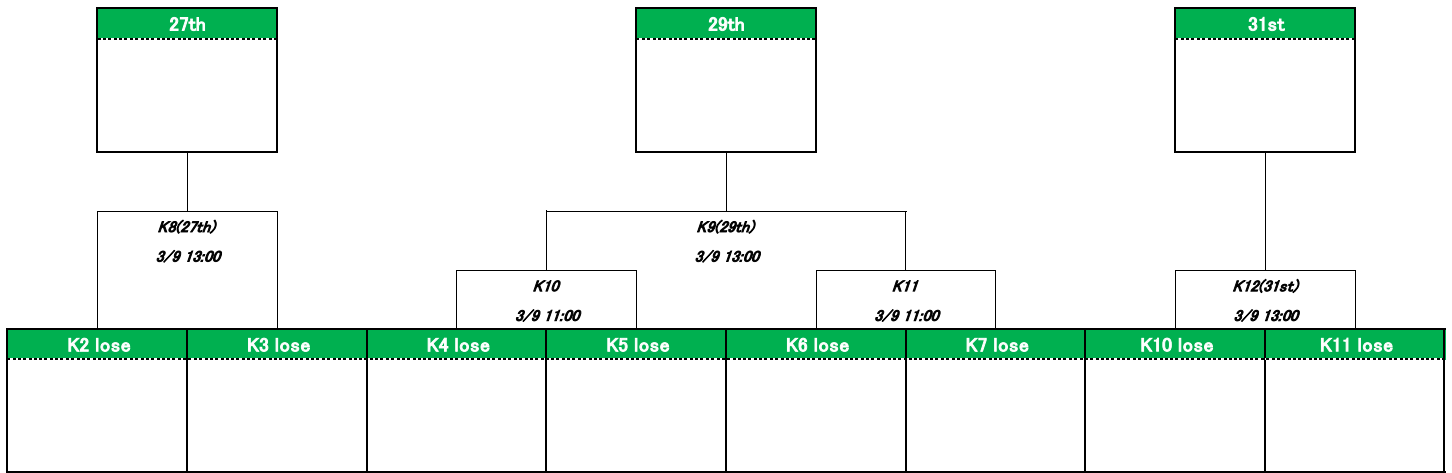 27th
29th
31st
K8(27th)
3/9 13:00
K9(29th)
3/9 13:00
K10
3/9 11:00
K11
3/9 11:00
K12(31st)
3/9 13:00
K2 lose
K3 lose
K4 lose
K5 lose
K6 lose
K7 lose
K10 lose
K11 lose